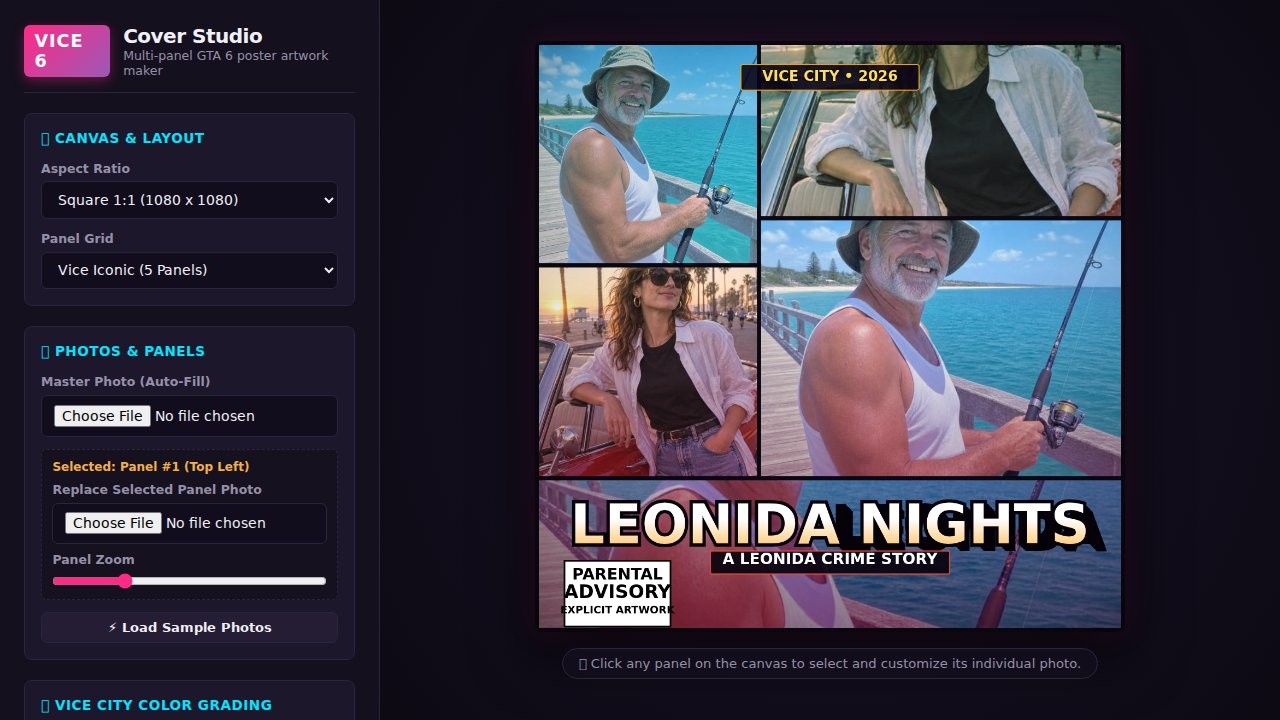 VICE
6
Cover Studio
Multi-panel GTA 6 poster artwork
maker
CANVAS & LAYOUT
Aspect Ratio
Square 1:1 (1080 x 1080)
Panel Grid
Vice Iconic (5 Panels)
PHOTOS & PANELS
Master Photo (Auto-Fill)
Choose File No file chosen
Selected: Panel #1 (Top Left)
Replace Selected Panel Photo
Choose File No file chosen
Panel Zoom
⚡ Load Sample Photos
VICE CITY COLOR GRADING
VICE CITY • 2026
LEONIDA NIGHTS
A LEONIDA CRIME STORY
PARENTAL
ADVISORY
EXPLICIT ARTWORK
Click any panel on the canvas to select and customize its individual photo.